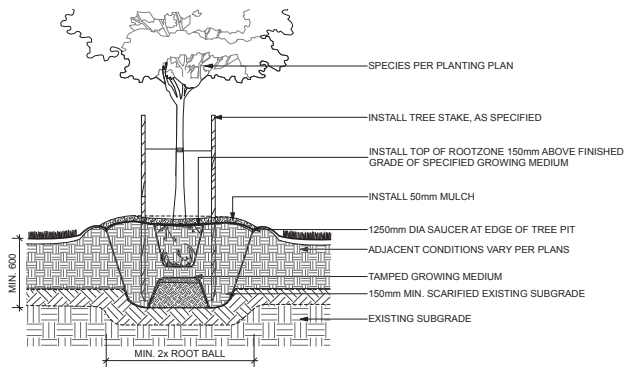 SPECIES PER PLANTING PLAN
INSTALL TREE STAKE, AS SPECIFIED
INSTALL TOP OF ROOTZONE 150mm ABOVE FINISHED
GRADE OF SPECIFIED GROWING MEDIUM
INSTALL 50mm MULCH
1250mm DIA SAUCER AT EDGE OF TREE PIT
ADJACENT CONDITIONS VARY PER PLANS
TAMPED GROWING MEDIUM
150mm MIN. SCARIFIED EXISTING SUBGRADE
EXISTING SUBGRADE
MIN. 600
MIN. 2x ROOT BALL